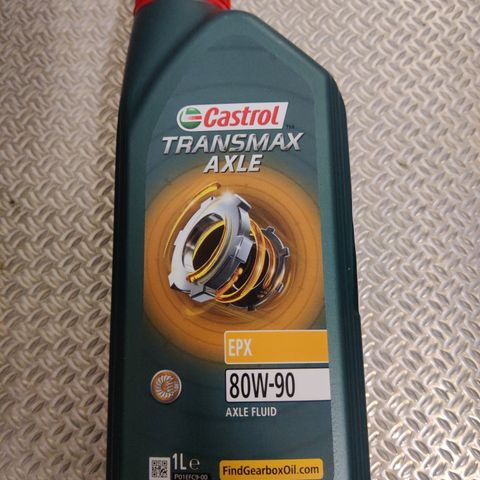 Castrol
TRANSMAX
AXLE
EPX
80W-90
AXLE FLUID
1L e
FindGearboxOil.com